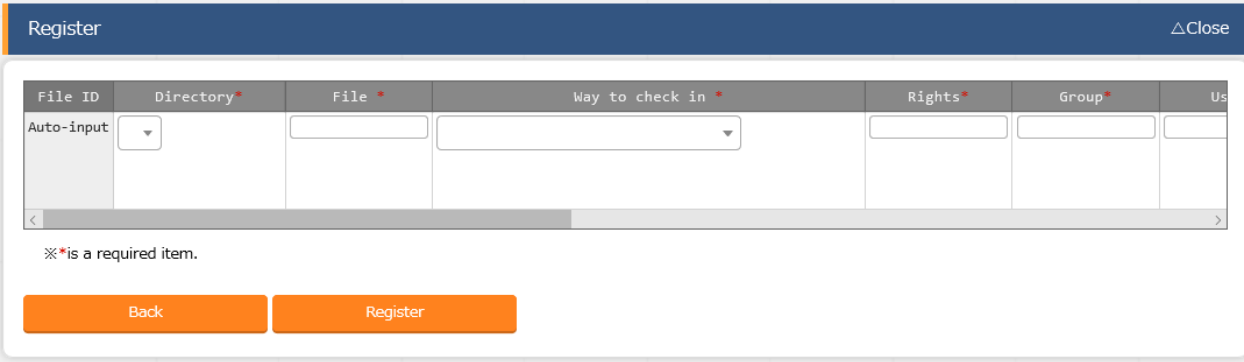 Register △Close
File ID Directory* File * Way to check in * Rights* Group* Us
Auto-input
※*is a required item.
Back Register